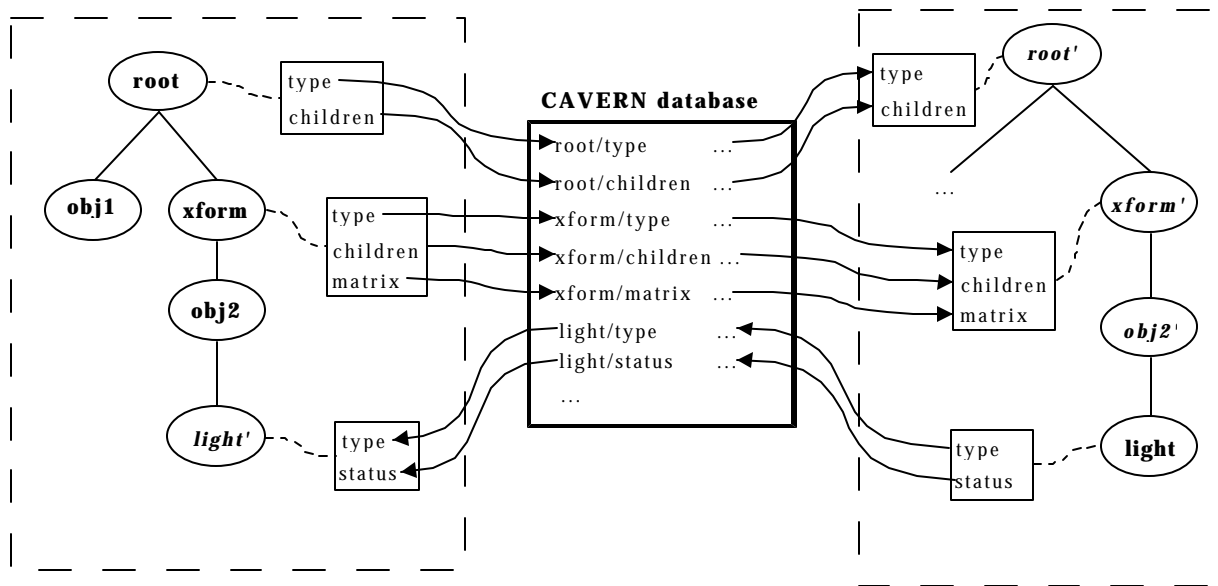 root
type
children
obj1
xform
type
children
matrix
obj2
light'
type
status
CAVERN database
root/type ...
root/children ...
xform/type ...
xform/children ...
xform/matrix ...
light/type ...
light/status ...
...
root'
type
children
...
xform'
type
children
matrix
obj2'
light
type
status